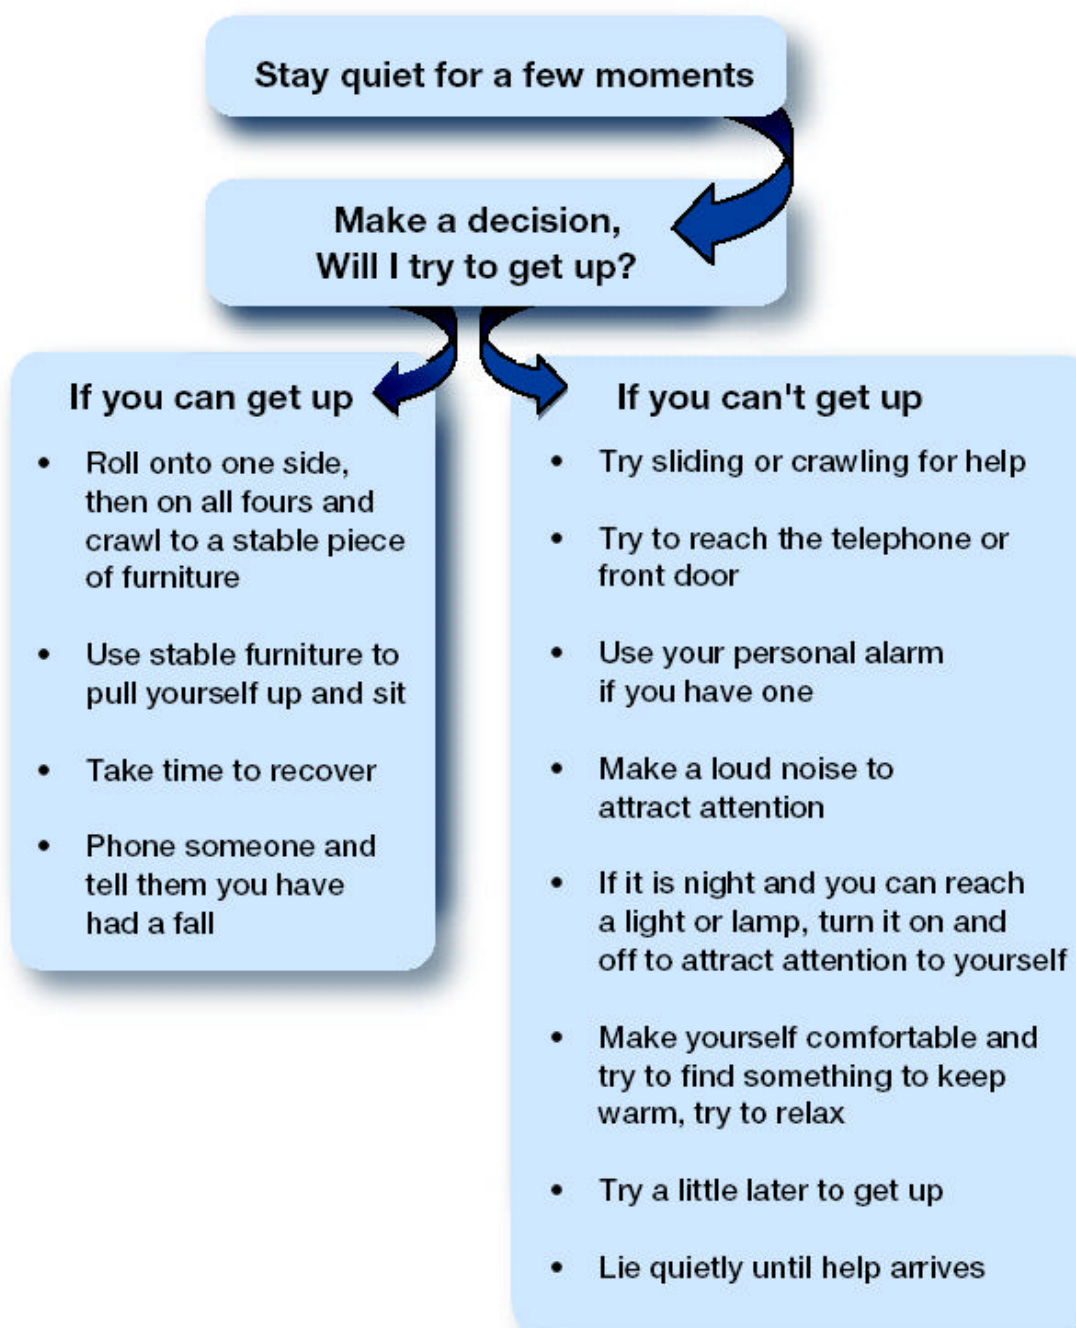 Stay quiet for a few moments
Make a decision,
Will I try to get up?
If you can get up
• Roll onto one side,
then on all fours and
crawl to a stable piece
of furniture
• Use stable furniture to
pull yourself up and sit
• Take time to recover
• Phone someone and
tell them you have
had a fall
If you can't get up
• Try sliding or crawling for help
• Try to reach the telephone or
front door
• Use your personal alarm
if you have one
• Make a loud noise to
attract attention
• If it is night and you can reach
a light or lamp, turn it on and
off to attract attention to yourself
• Make yourself comfortable and
try to find something to keep
warm, try to relax
• Try a little later to get up
• Lie quietly until help arrives